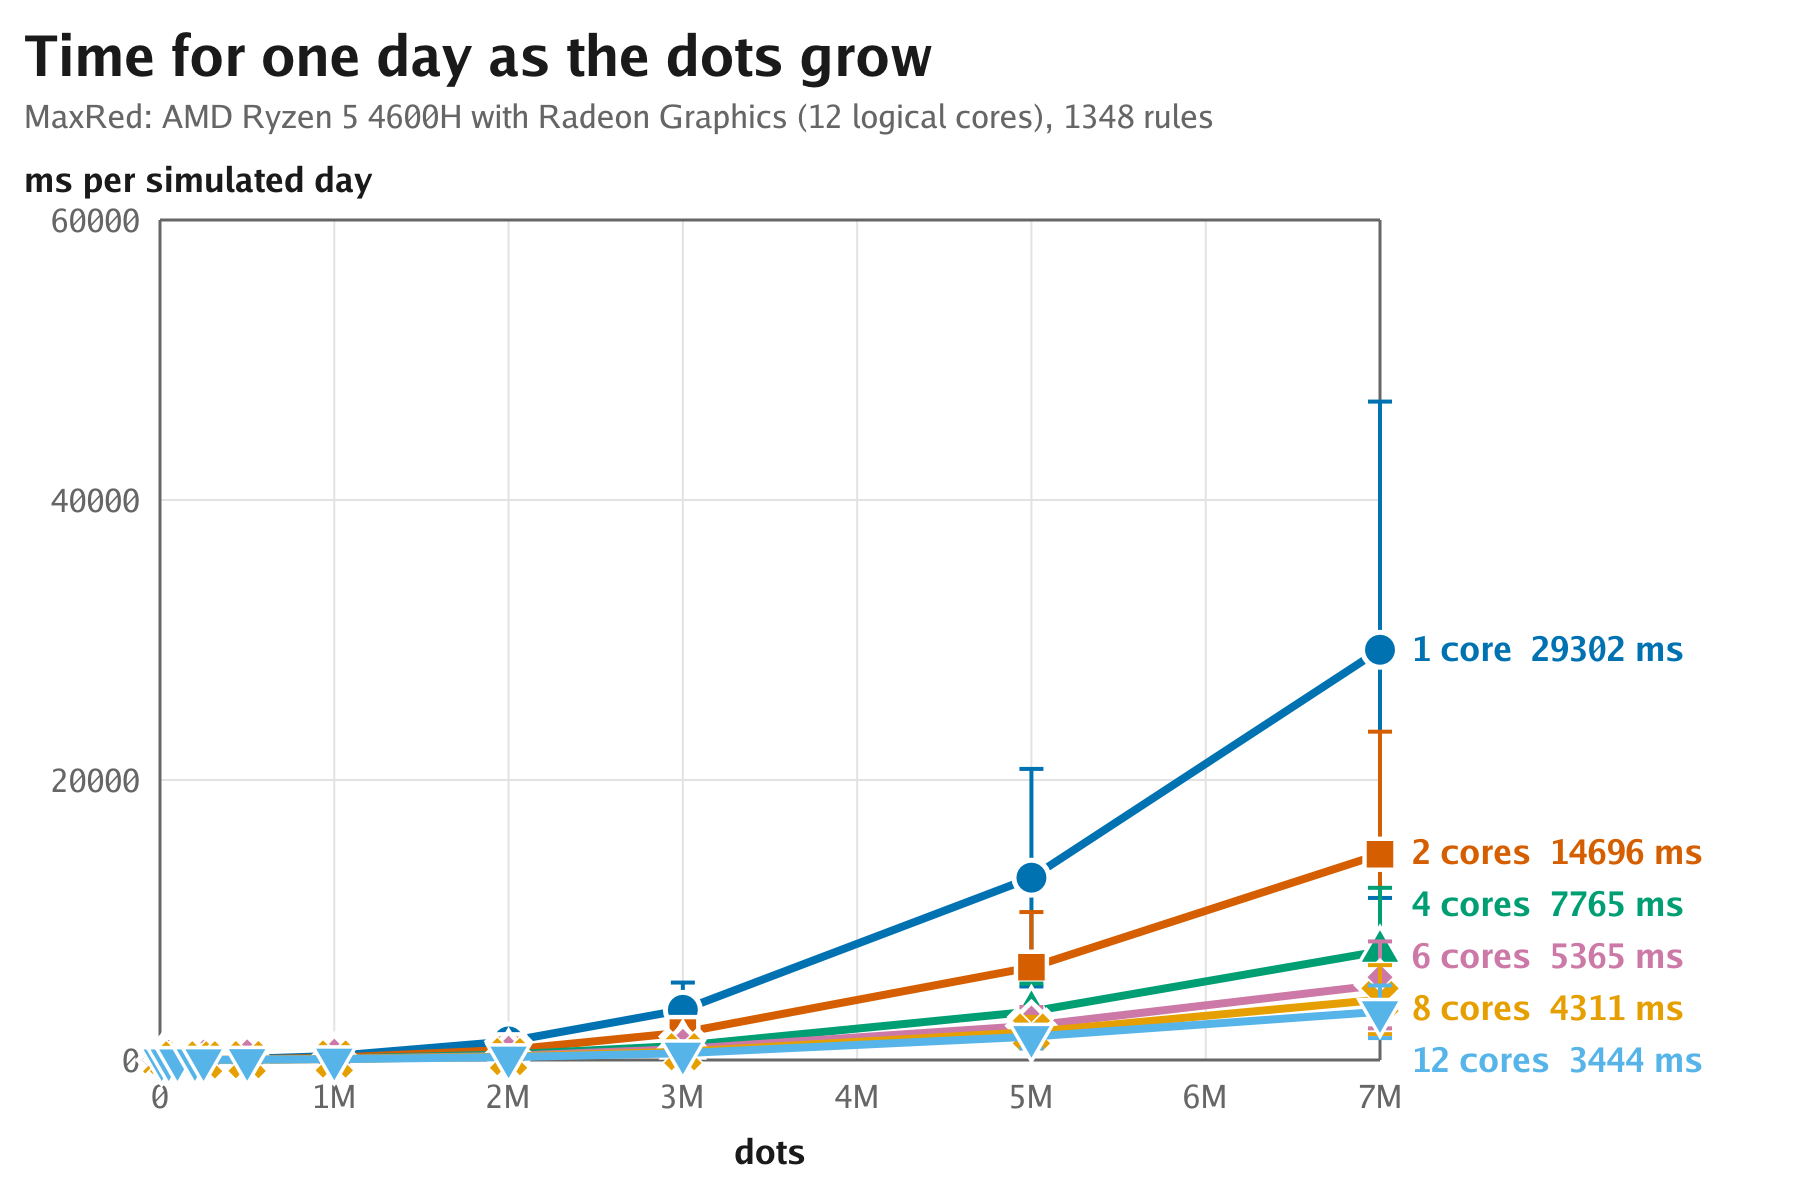 Time for one day as the dots grow
MaxRed: AMD Ryzen 5 4600H with Radeon Graphics (12 logical cores), 1348 rules
ms per simulated day
60000
40000
20000
0
0 1M 2M 3M 4M 5M 6M 7M
dots
1 core 29302 ms
2 cores 14696 ms
4 cores 7765 ms
6 cores 5365 ms
8 cores 4311 ms
12 cores 3444 ms